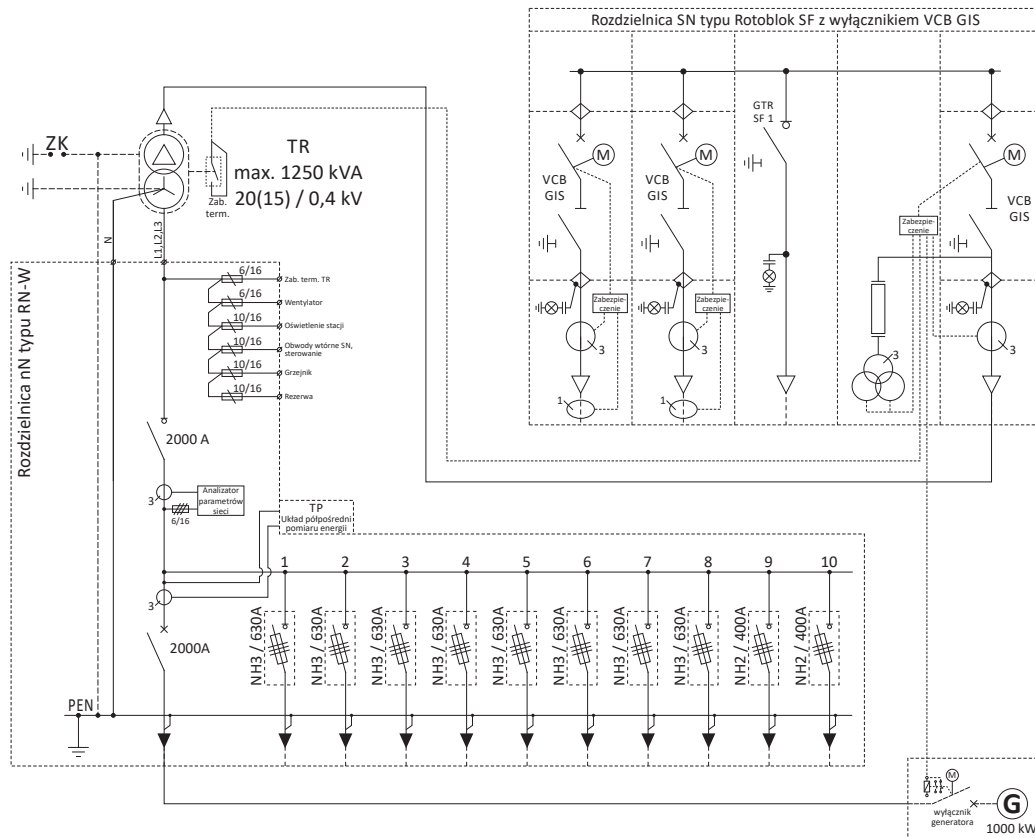 Rozdzielnica SN typu Rotoblok SF z wyłącznikiem VCB GIS
GTR
SF 1
M
M
M
VCB
GIS
VCB
GIS
VCB
GIS
Zabezpie-
czenie
Zabezpie-
czenie
Zabezpie-
czenie
3
3
3
3
1
1
ZK
TR
max. 1250 kVA
20(15) / 0,4 kV
Zab.
term.
N
L1,L2,L3
Rozdzielnica nN typu RN-W
6/16
Zab. term. TR
6/16
Wentylator
10/16
Oświetlenie stacji
10/16
Obwody wtórne SN,
sterowanie
10/16
Grzejnik
10/16
Rezerwa
2000 A
3
Analizator
parametrów
sieci
6/16
TP
Układ półpośredni
pomiaru energii
3
2000A
1
2
3
4
5
6
7
8
9
10
NH3 / 630A
NH3 / 630A
NH3 / 630A
NH3 / 630A
NH3 / 630A
NH3 / 630A
NH3 / 630A
NH3 / 630A
NH2 / 400A
NH2 / 400A
PEN
M
wyłącznik
generatora
G
1000 kW